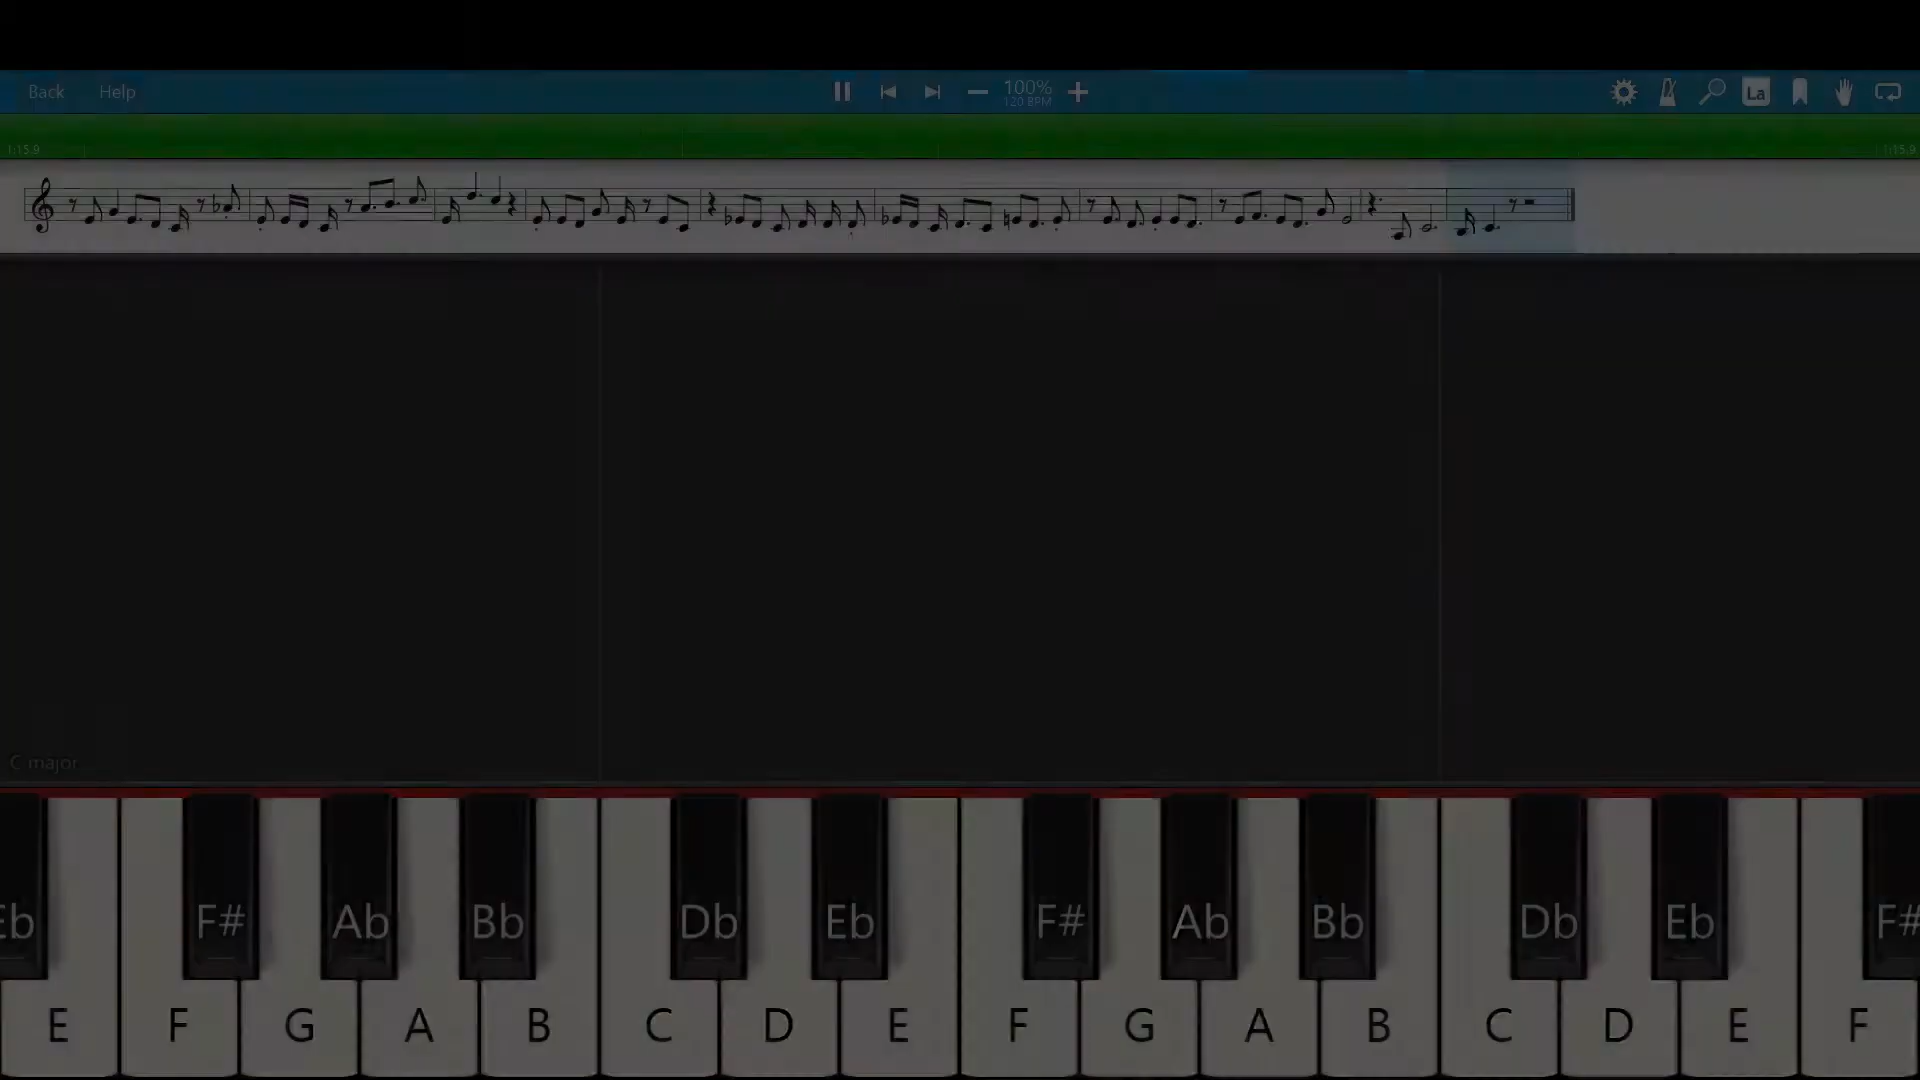 Back Help 100% La
120 BPM
1:15.9 1:15.9
C major
Eb F# Ab Bb Db Eb F# Ab Bb Db Eb F#
E F G A B C D E F G A B C D E F